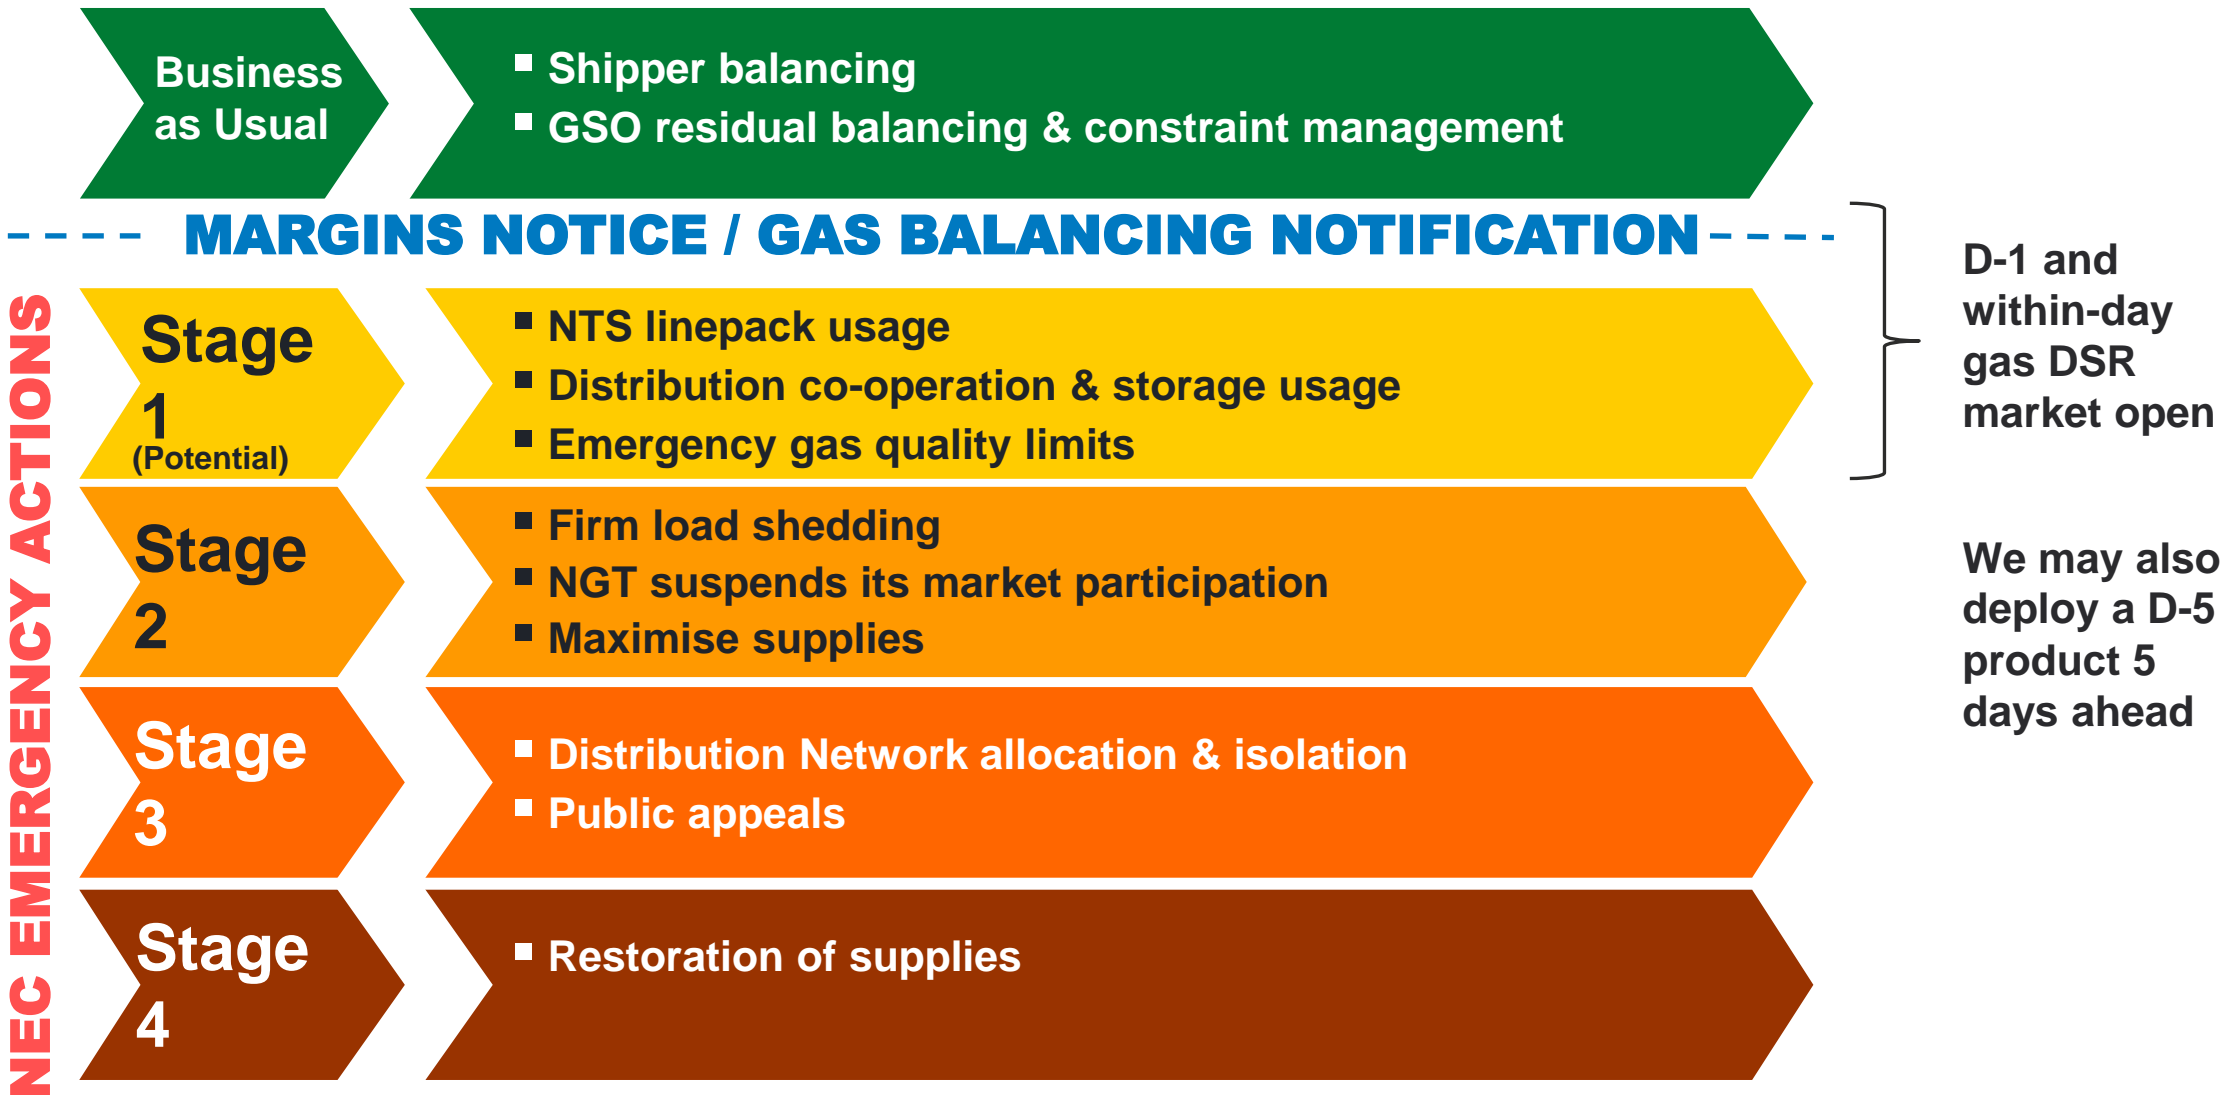 Business
as Usual
Shipper balancing
GSO residual balancing & constraint management
MARGINS NOTICE / GAS BALANCING NOTIFICATION
NEC EMERGENCY ACTIONS
Stage
1
(Potential)
NTS linepack usage
Distribution co-operation & storage usage
Emergency gas quality limits
D-1 and
within-day
gas DSR
market open
Stage
2
Firm load shedding
NGT suspends its market participation
Maximise supplies
We may also
deploy a D-5
product 5
days ahead
Stage
3
Distribution Network allocation & isolation
Public appeals
Stage
4
Restoration of supplies